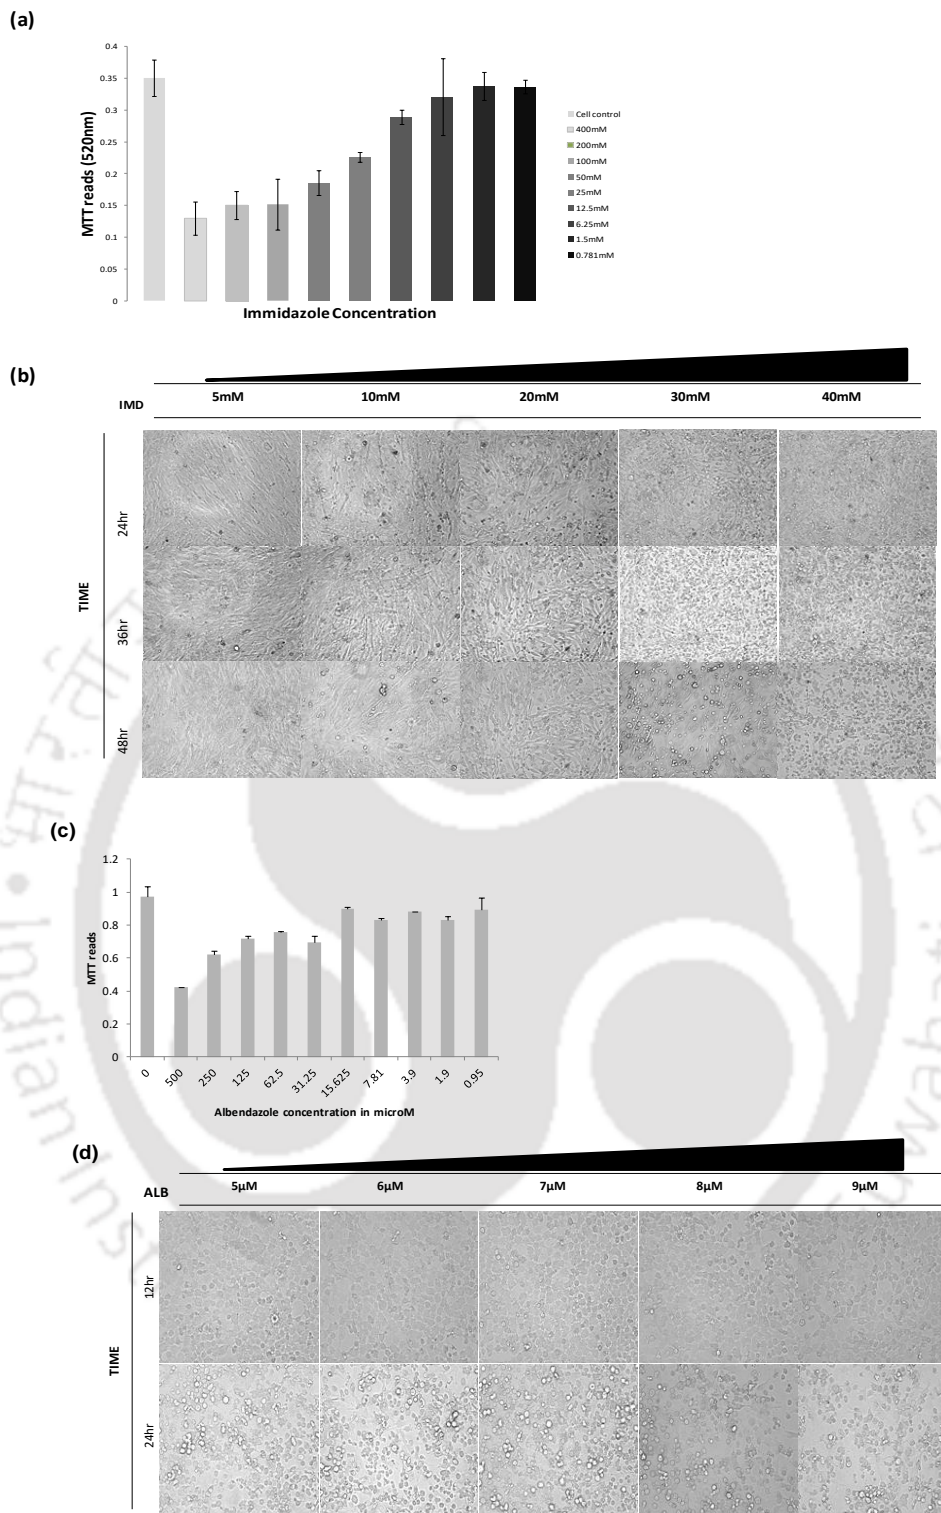 (a)
MTT reads (520nm)
0.4
0.35
0.3
0.25
0.2
0.15
0.1
0.05
0
Immidazole Concentration
Cell control
400mM
200mM
100mM
50mM
25mM
12.5mM
6.25mM
1.5mM
0.781mM
(b)
IMD 5mM 10mM 20mM 30mM 40mM
TIME
24hr
36hr
48hr
(c)
MTT reads
1.2
1
0.8
0.6
0.4
0.2
0
0 500 250 125 62.5 31.25 15.625 7.81 3.9 1.9 0.95
Albendazole concentration in microM
(d)
ALB 5µM 6µM 7µM 8µM 9µM
TIME
12hr
24hr
Indian Inst